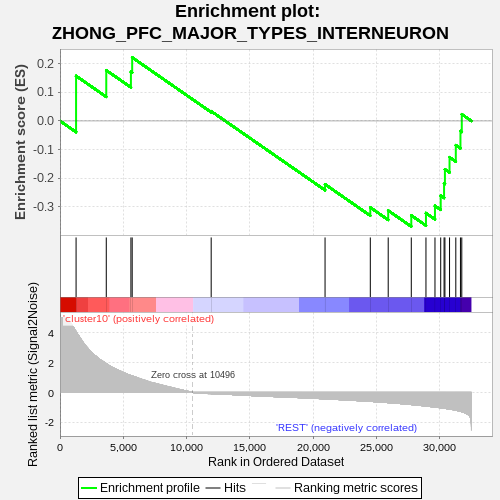 Enrichment plot:
ZHONG_PFC_MAJOR_TYPES_INTERNEURON
Enrichment score (ES)
0.2
0.1
0.0
-0.1
-0.2
-0.3
'cluster10' (positively correlated)
Zero cross at 10496
'REST' (negatively correlated)
Ranked list metric (Signal2Noise)
4
2
0
-2
0
5,000
10,000
15,000
20,000
25,000
30,000
Rank in Ordered Dataset
Enrichment profile
Hits
Ranking metric scores